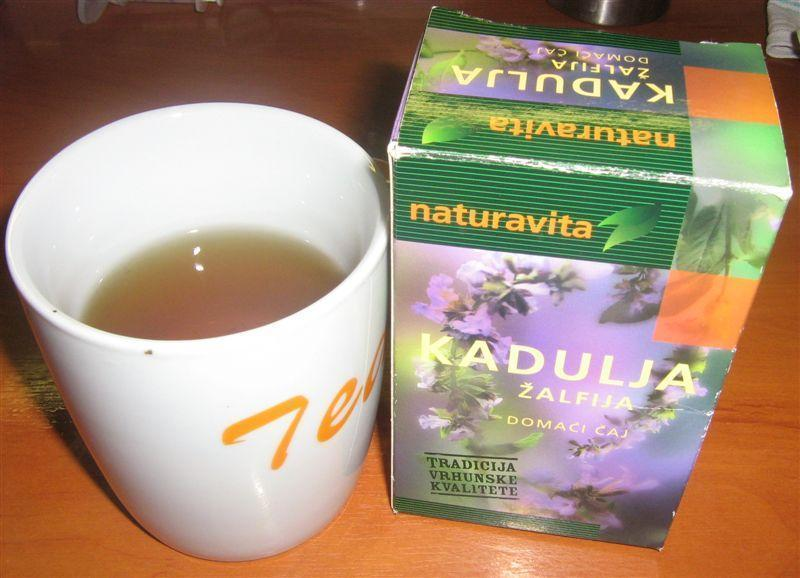 Tea
DOMAĆI ČAJ
ŽALFIJA
KADULJA
naturavita
naturavita
KADULJA
ŽALFIJA
DOMAĆI ČAJ
TRADICIJA
VRHUNSKE
KVALITETE